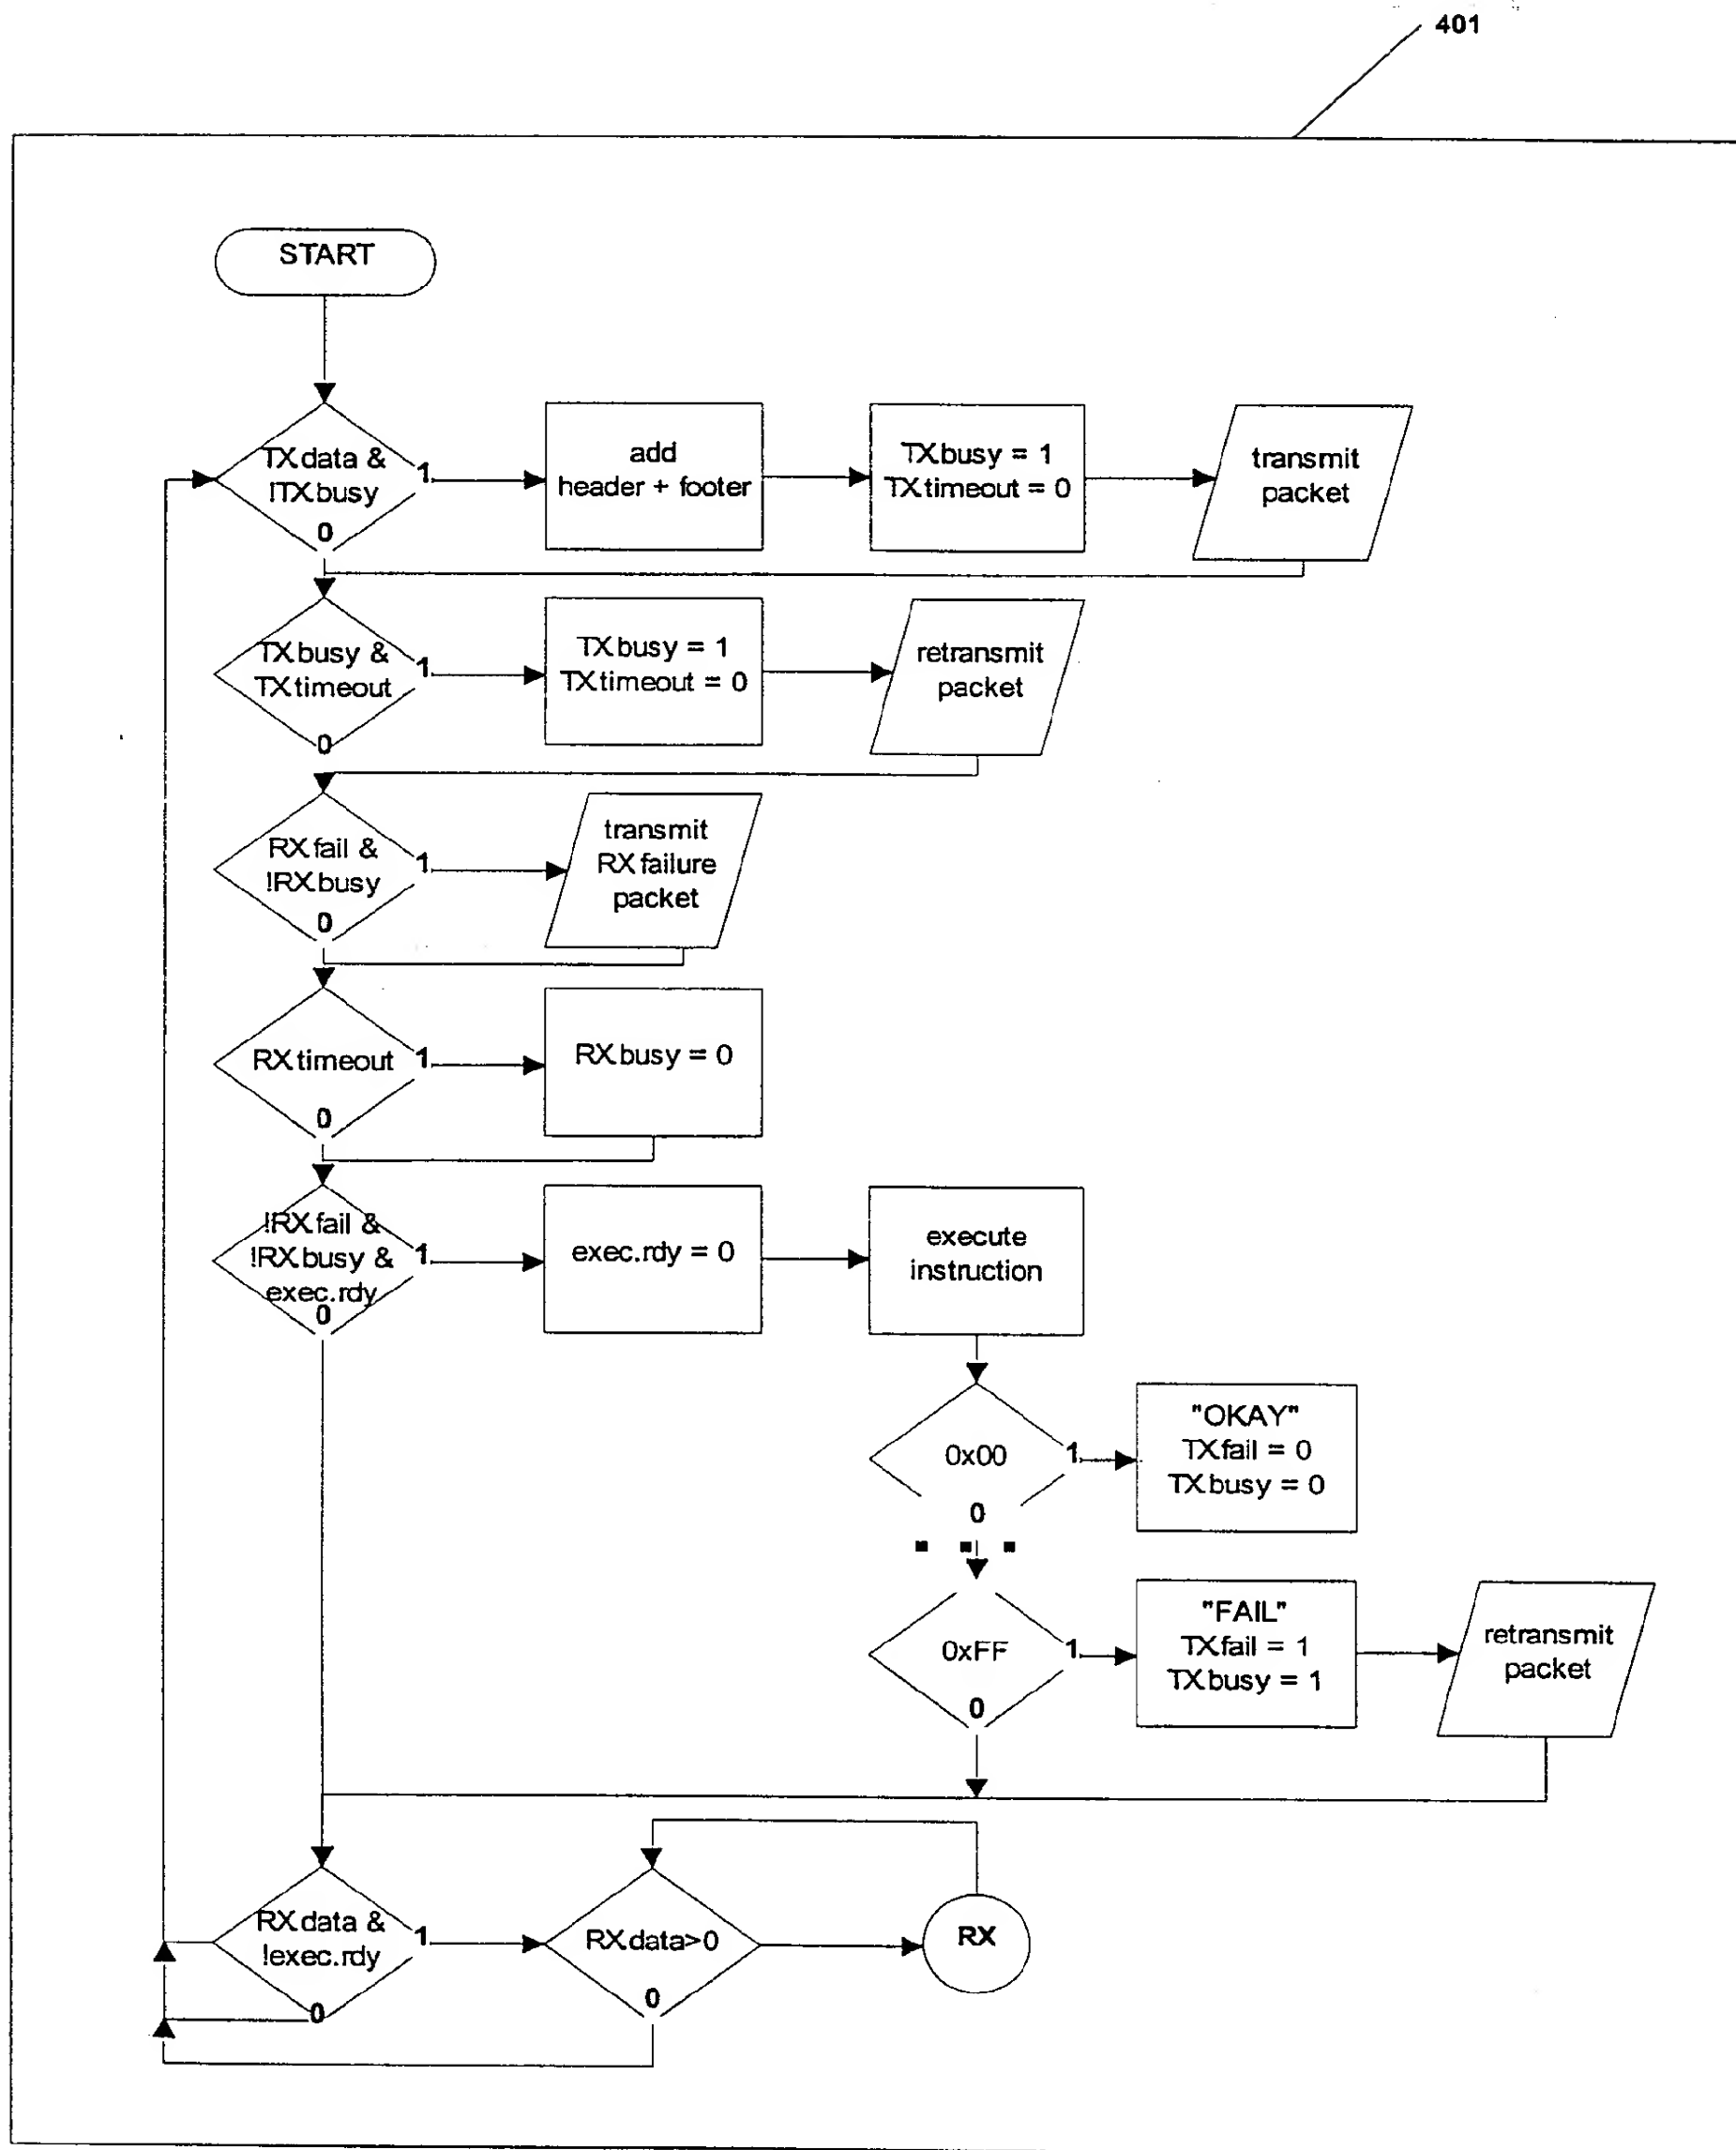 401
START
TXdata &
!TXbusy
1
0
add
header + footer
TXbusy = 1
TXtimeout = 0
transmit
packet
TXbusy &
TXtimeout
1
0
TXbusy = 1
TXtimeout = 0
retransmit
packet
RXfail &
!RXbusy
1
0
transmit
RXfailure
packet
RXtimeout
1
0
RXbusy = 0
!RXfail &
!RXbusy &
exec.rdy
1
0
exec.rdy = 0
execute
instruction
0x00
1
0
"OKAY"
TXfail = 0
TXbusy = 0
0xFF
1
0
"FAIL"
TXfail = 1
TXbusy = 1
retransmit
packet
RXdata &
!exec.rdy
1
0
RXdata>0
0
RX